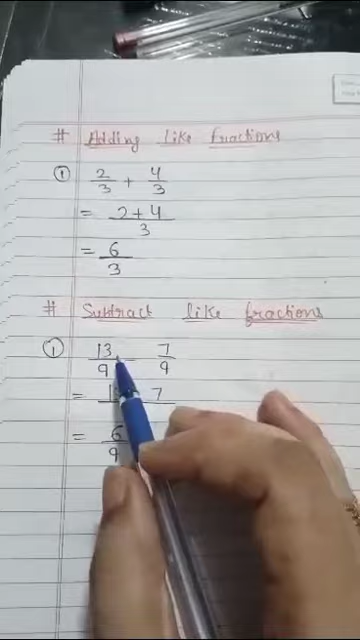 # Adding like fractions
① 2/3 + 4/3
= 2+4/3
= 6/3
# Subtract like fractions
① 13/9 7/9
= 7
= 6/9